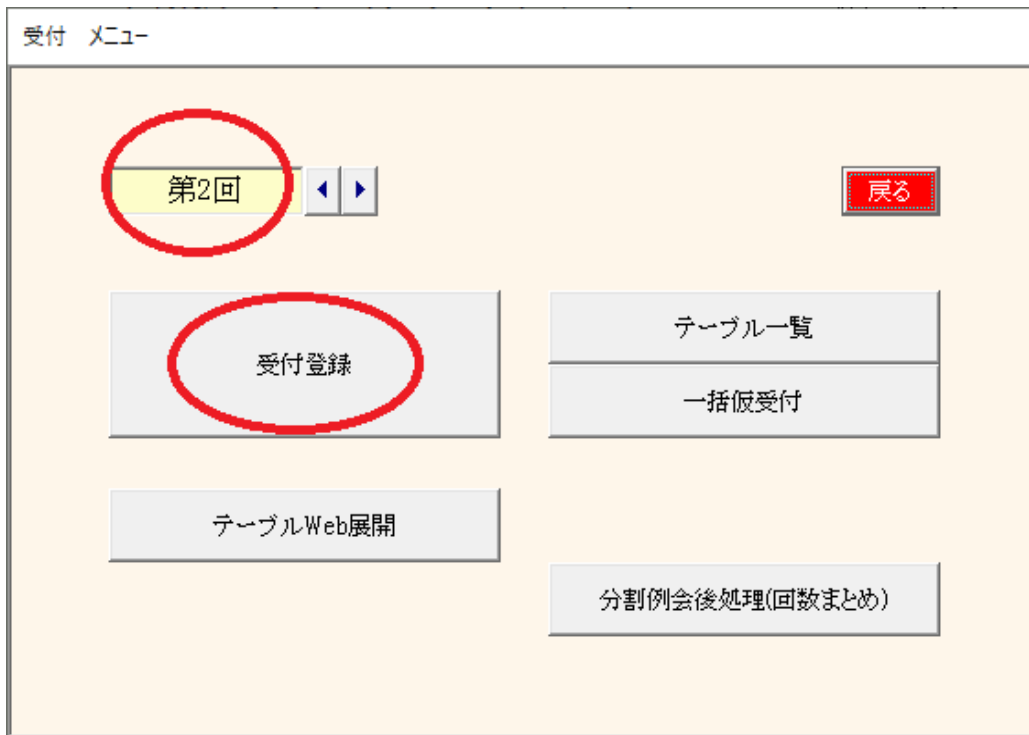 受付 メニュー
第2回
戻る
受付登録
テーブル一覧
一括仮受付
テーブルWeb展開
分割例会後処理(回数まとめ)